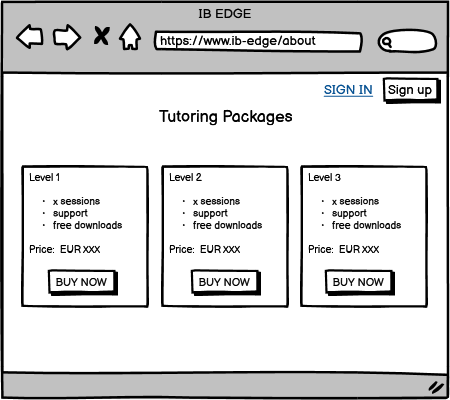 IB EDGE
https://www.ib-edge/about
SIGN IN
Sign up
Tutoring Packages
Level 1
• x sessions
• support
• free downloads
Price: EUR XXX
BUY NOW
Level 2
• x sessions
• support
• free downloads
Price: EUR XXX
BUY NOW
Level 3
• x sessions
• support
• free downloads
Price: EUR XXX
BUY NOW